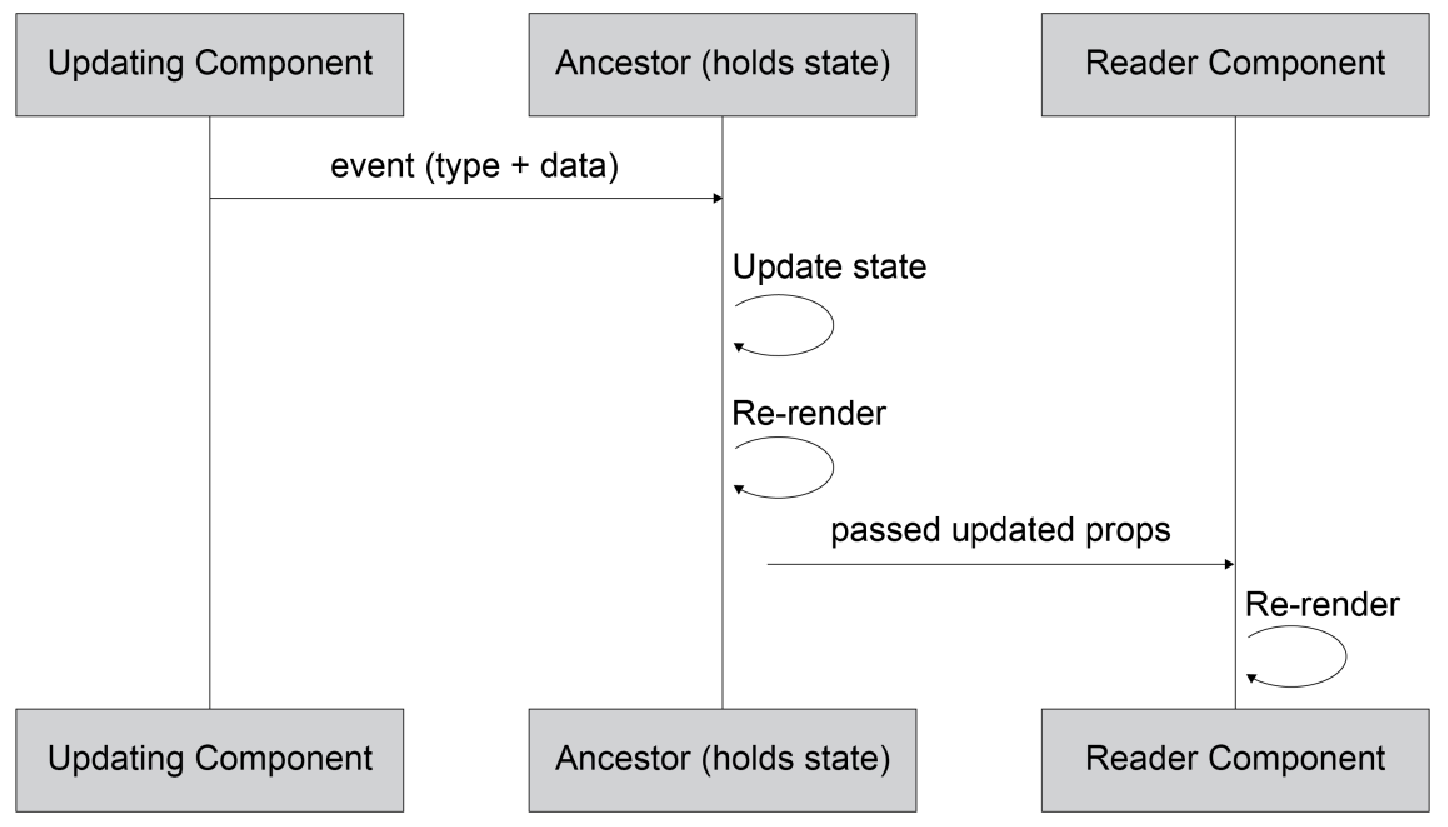 Updating Component
Ancestor (holds state)
Reader Component
event (type + data)
Update state
Re-render
passed updated props
Re-render
Updating Component
Ancestor (holds state)
Reader Component